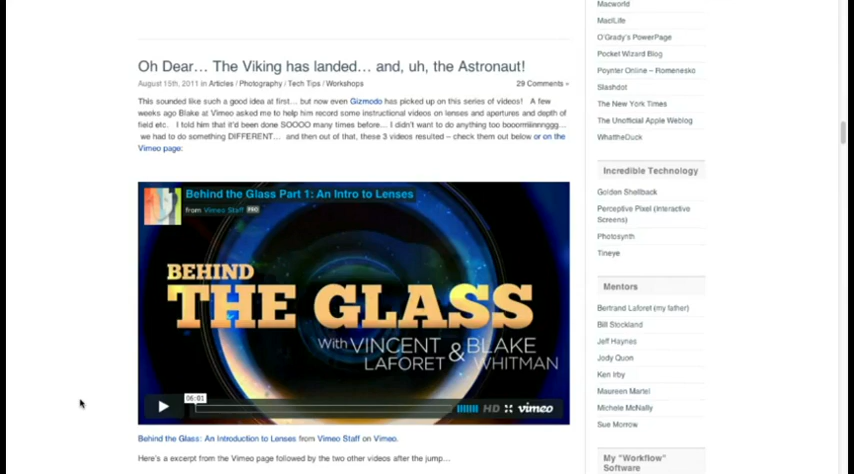 Macworld
MacLife
O'Grady's PowerPage
Pocket Wizard Blog
Poynter Online – Romenesko
Slashdot
The New York Times
The Unofficial Apple Weblog
WhattheDuck
Incredible Technology
Golden Shellback
Perceptive Pixel (Interactive
Screens)
Photosynth
Tineye
Mentors
Bertrand Laforet (my father)
Bill Stockland
Jeff Haynes
Jody Quon
Ken Irby
Maureen Martel
Michele McNally
Sue Morrow
My "Workflow"
Software
Oh Dear… The Viking has landed… and, uh, the Astronaut!
August 15th, 2011 in Articles / Photography / Tech Tips / Workshops
29 Comments »
This sounded like such a good idea at first… but now even Gizmodo has picked up on this series of videos! A few
weeks ago Blake at Vimeo asked me to help him record some instructional videos on lenses and apertures and depth of
field etc. I told him that it'd been done SOOOO many times before… I didn't want to do anything too booorrriiinnnggg…
we had to do something DIFFERENT… and then out of that, these 3 videos resulted – check them out below or on the
Vimeo page:
Behind the Glass Part 1: An Intro to Lenses
from Vimeo Staff PRO
BEHIND
THE GLASS
With VINCENT LAFORET & BLAKE WHITMAN
06:01
HD vimeo
Behind the Glass: An Introduction to Lenses from Vimeo Staff on Vimeo.
Here's a excerpt from the Vimeo page followed by the two other videos after the jump…